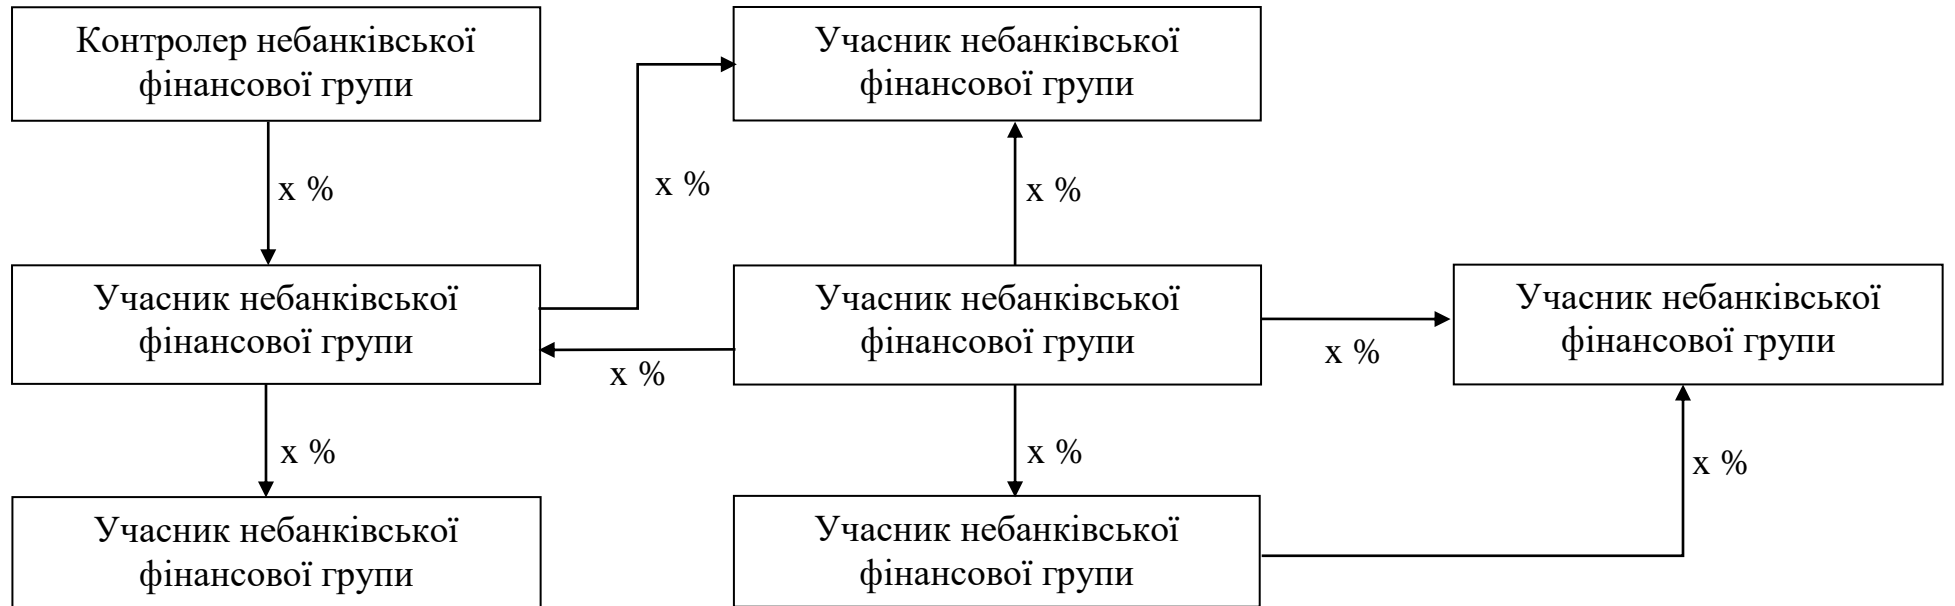 Контролер небанківської
фінансової групи
Учасник небанківської
фінансової групи
x %
x %
x %
Учасник небанківської
фінансової групи
Учасник небанківської
фінансової групи
Учасник небанківської
фінансової групи
x %
x %
x %
x %
x %
Учасник небанківської
фінансової групи
Учасник небанківської
фінансової групи